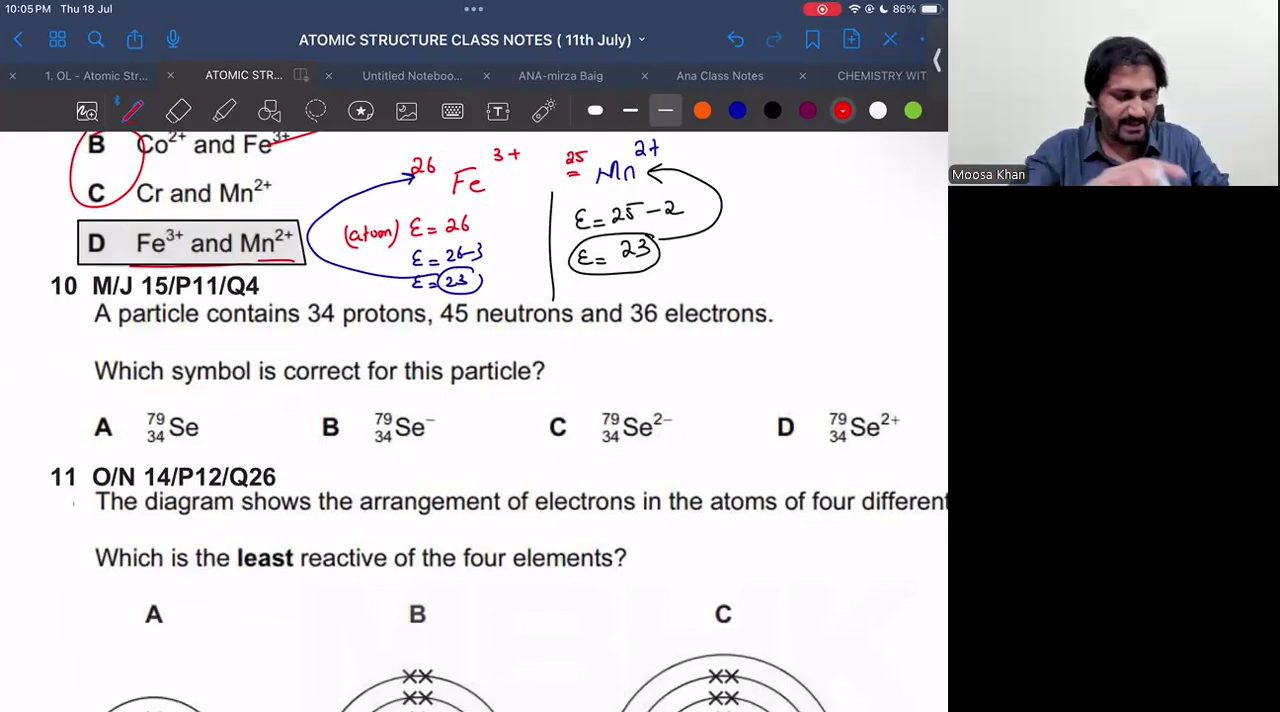 10:05 PM Thu 18 Jul
86%
ATOMIC STRUCTURE CLASS NOTES ( 11th July)
1. OL - Atomic Str...
ATOMIC STR...
Untitled Noteboo...
ANA-mirza Baig
Ana Class Notes
CHEMISTRY WIT
B Co2+ and Fe3+
C Cr and Mn2+
D Fe3+ and Mn2+
26 Fe 3+
(atom) Ɛ = 26
Ɛ = 26-3
Ɛ = 23
25 Mn 2+
Ɛ = 25-2
Ɛ = 23
Moosa Khan
10 M/J 15/P11/Q4
A particle contains 34 protons, 45 neutrons and 36 electrons.
Which symbol is correct for this particle?
A 79 34 Se B 79 34 Se− C 79 34 Se2− D 79 34 Se2+
11 O/N 14/P12/Q26
The diagram shows the arrangement of electrons in the atoms of four different
Which is the least reactive of the four elements?
A B C